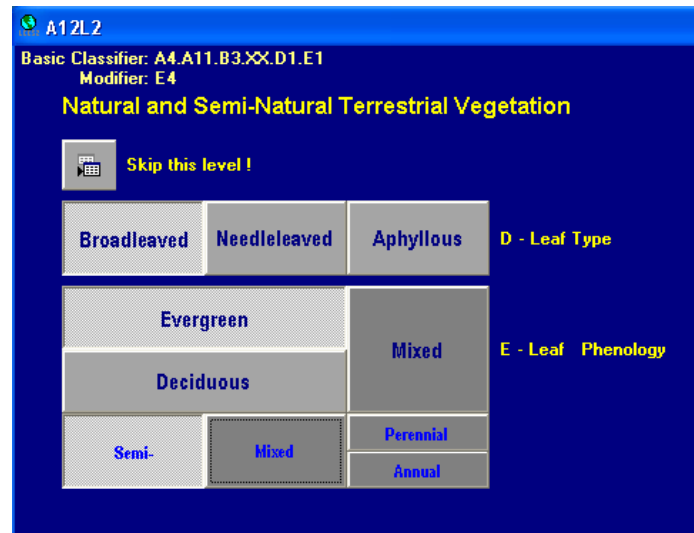 A12L2
Basic Classifier: A4.A11.B3.XX.D1.E1
Modifier: E4
Natural and Semi-Natural Terrestrial Vegetation
Skip this level !
Broadleaved Needleleaved Aphyllous D - Leaf Type
Evergreen
Mixed E - Leaf Phenology
Deciduous
Semi- Mixed Perennial
Annual